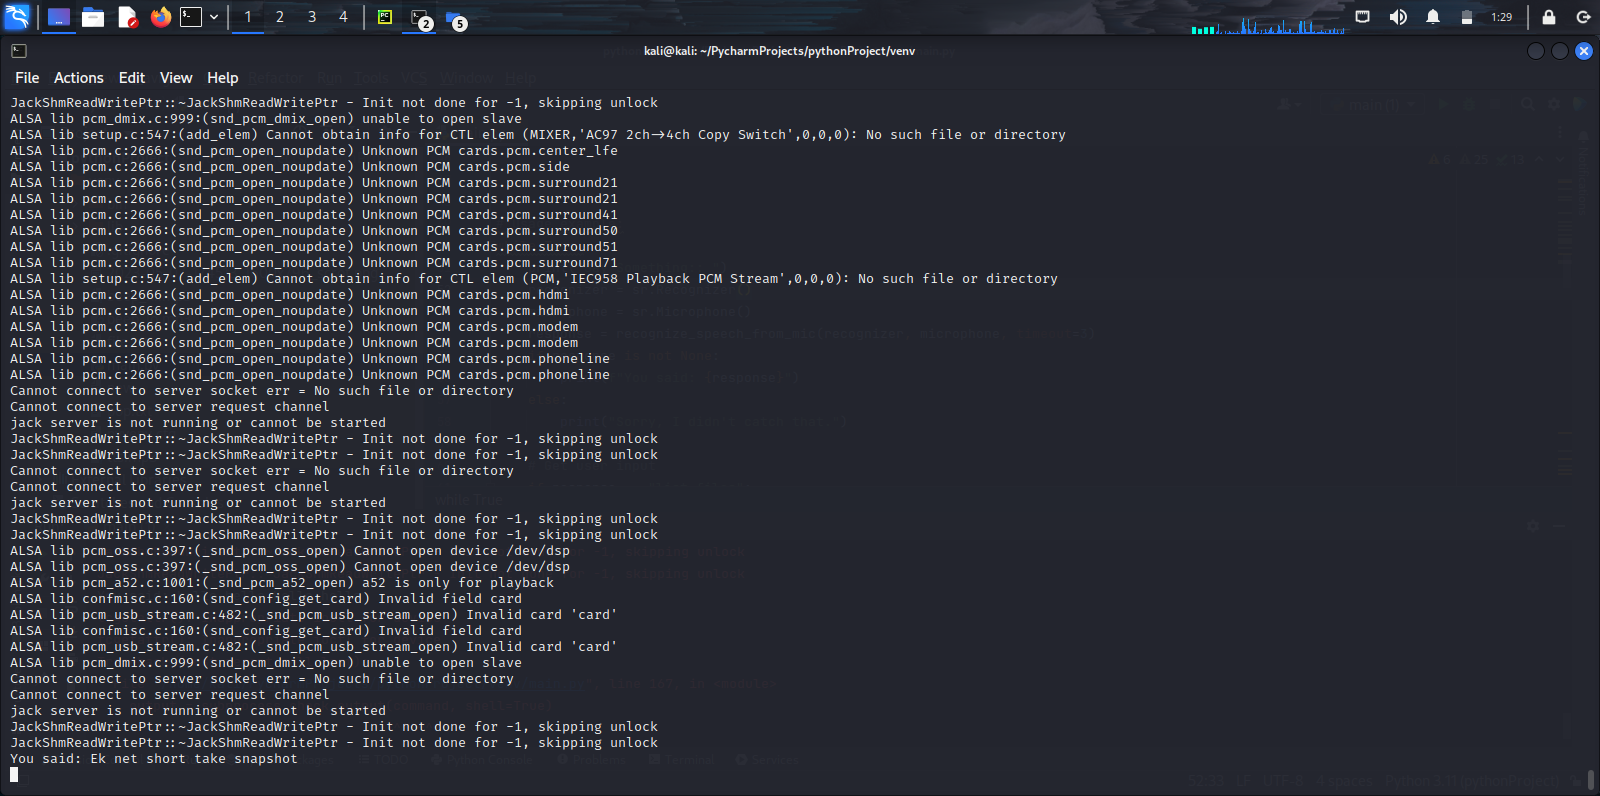 1 2 3 4 PC 2 5 1:29
kali@kali: ~/PycharmProjects/pythonProject/venv
File Actions Edit View Help
JackShmReadWritePtr::~JackShmReadWritePtr - Init not done for -1, skipping unlock
ALSA lib pcm_dmix.c:999:(snd_pcm_dmix_open) unable to open slave
ALSA lib setup.c:547:(add_elem) Cannot obtain info for CTL elem (MIXER,'AC97 2ch→4ch Copy Switch',0,0,0): No such file or directory
ALSA lib pcm.c:2666:(snd_pcm_open_noupdate) Unknown PCM cards.pcm.center_lfe
ALSA lib pcm.c:2666:(snd_pcm_open_noupdate) Unknown PCM cards.pcm.side
ALSA lib pcm.c:2666:(snd_pcm_open_noupdate) Unknown PCM cards.pcm.surround21
ALSA lib pcm.c:2666:(snd_pcm_open_noupdate) Unknown PCM cards.pcm.surround21
ALSA lib pcm.c:2666:(snd_pcm_open_noupdate) Unknown PCM cards.pcm.surround41
ALSA lib pcm.c:2666:(snd_pcm_open_noupdate) Unknown PCM cards.pcm.surround50
ALSA lib pcm.c:2666:(snd_pcm_open_noupdate) Unknown PCM cards.pcm.surround51
ALSA lib pcm.c:2666:(snd_pcm_open_noupdate) Unknown PCM cards.pcm.surround71
ALSA lib setup.c:547:(add_elem) Cannot obtain info for CTL elem (PCM,'IEC958 Playback PCM Stream',0,0,0): No such file or directory
ALSA lib pcm.c:2666:(snd_pcm_open_noupdate) Unknown PCM cards.pcm.hdmi
ALSA lib pcm.c:2666:(snd_pcm_open_noupdate) Unknown PCM cards.pcm.hdmi
ALSA lib pcm.c:2666:(snd_pcm_open_noupdate) Unknown PCM cards.pcm.modem
ALSA lib pcm.c:2666:(snd_pcm_open_noupdate) Unknown PCM cards.pcm.modem
ALSA lib pcm.c:2666:(snd_pcm_open_noupdate) Unknown PCM cards.pcm.phoneline
ALSA lib pcm.c:2666:(snd_pcm_open_noupdate) Unknown PCM cards.pcm.phoneline
Cannot connect to server socket err = No such file or directory
Cannot connect to server request channel
jack server is not running or cannot be started
JackShmReadWritePtr::~JackShmReadWritePtr - Init not done for -1, skipping unlock
JackShmReadWritePtr::~JackShmReadWritePtr - Init not done for -1, skipping unlock
Cannot connect to server socket err = No such file or directory
Cannot connect to server request channel
jack server is not running or cannot be started
JackShmReadWritePtr::~JackShmReadWritePtr - Init not done for -1, skipping unlock
JackShmReadWritePtr::~JackShmReadWritePtr - Init not done for -1, skipping unlock
ALSA lib pcm_oss.c:397:(_snd_pcm_oss_open) Cannot open device /dev/dsp
ALSA lib pcm_oss.c:397:(_snd_pcm_oss_open) Cannot open device /dev/dsp
ALSA lib pcm_a52.c:1001:(_snd_pcm_a52_open) a52 is only for playback
ALSA lib confmisc.c:160:(snd_config_get_card) Invalid field card
ALSA lib pcm_usb_stream.c:482:(_snd_pcm_usb_stream_open) Invalid card 'card'
ALSA lib confmisc.c:160:(snd_config_get_card) Invalid field card
ALSA lib pcm_usb_stream.c:482:(_snd_pcm_usb_stream_open) Invalid card 'card'
ALSA lib pcm_dmix.c:999:(snd_pcm_dmix_open) unable to open slave
Cannot connect to server socket err = No such file or directory
Cannot connect to server request channel
jack server is not running or cannot be started
JackShmReadWritePtr::~JackShmReadWritePtr - Init not done for -1, skipping unlock
JackShmReadWritePtr::~JackShmReadWritePtr - Init not done for -1, skipping unlock
You said: Ek net short take snapshot